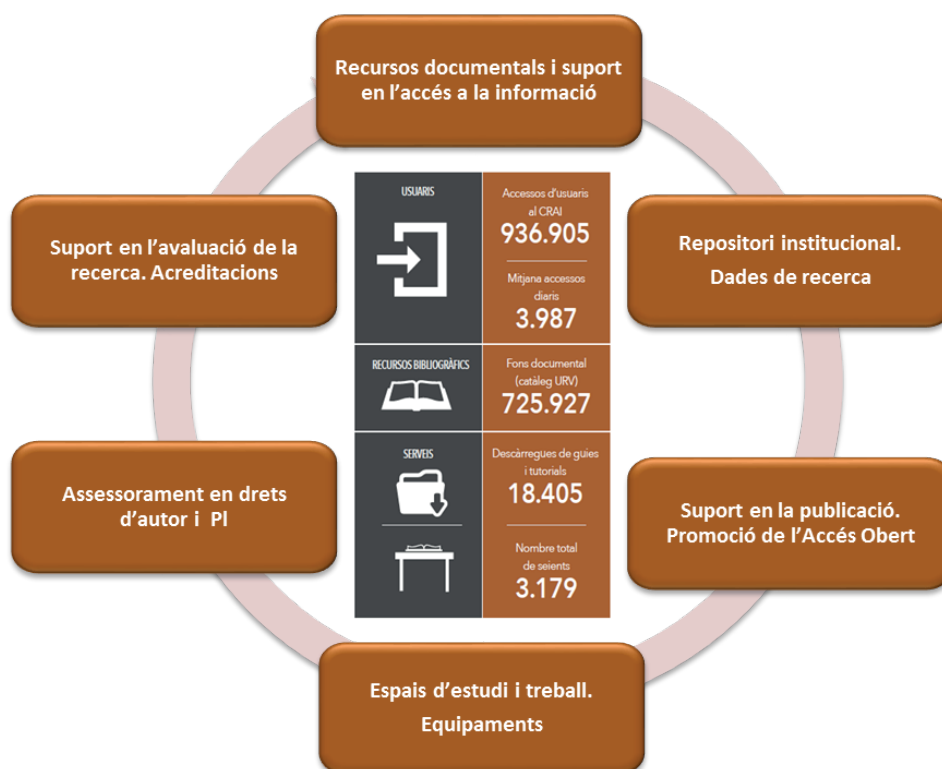 Recursos documentals i suport
en l'accés a la informació
Suport en l'avaluació de la
recerca. Acreditacions
USUARIS
Accessos d'usuaris
al CRAI
936.905
Mitjana accessos
diaris
3.987
Repositori institucional.
Dades de recerca
RECURSOS BIBLIOGRÀFICS
Fons documental
(catàleg URV)
725.927
Assessorament en drets
d'autor i PI
SERVEIS
Descàrregues de guies
i tutorials
18.405
Nombre total
de seients
3.179
Suport en la publicació.
Promoció de l'Accés Obert
Espais d'estudi i treball.
Equipaments